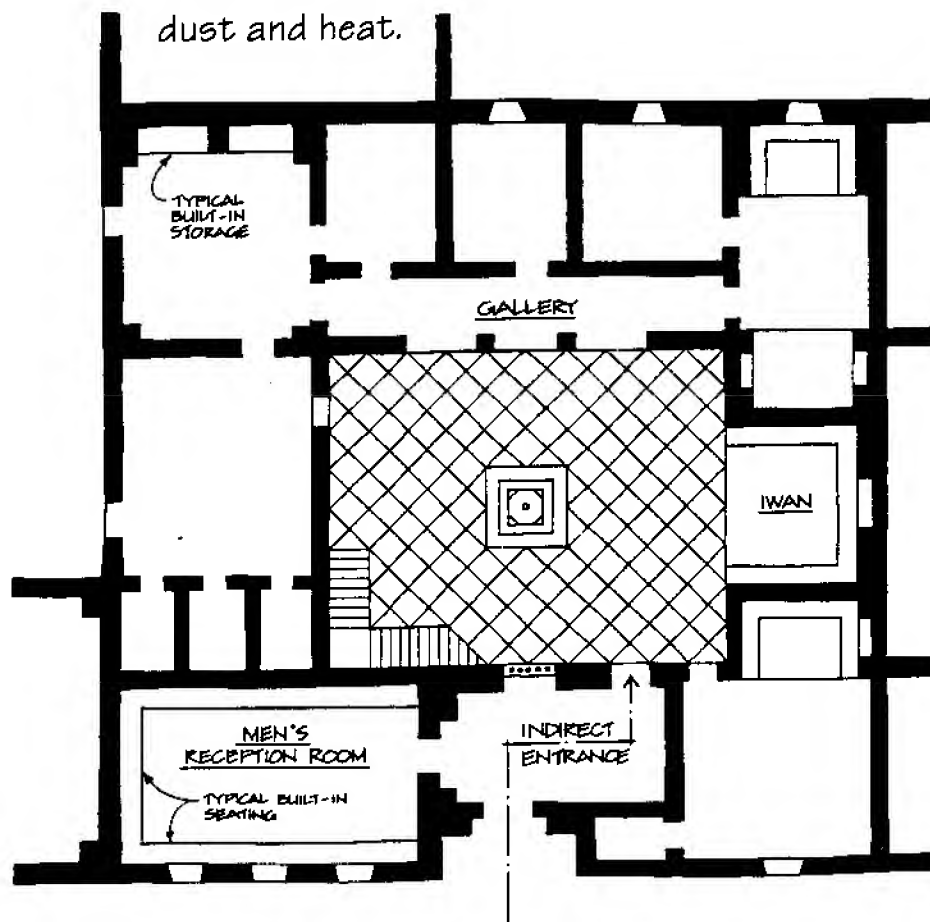 dust and heat.
TYPICAL
BUILT-IN
STORAGE
GALLERY
IWAN
MEN'S
RECEPTION ROOM
TYPICAL BUILT-IN
SEATING
INDIRECT
ENTRANCE